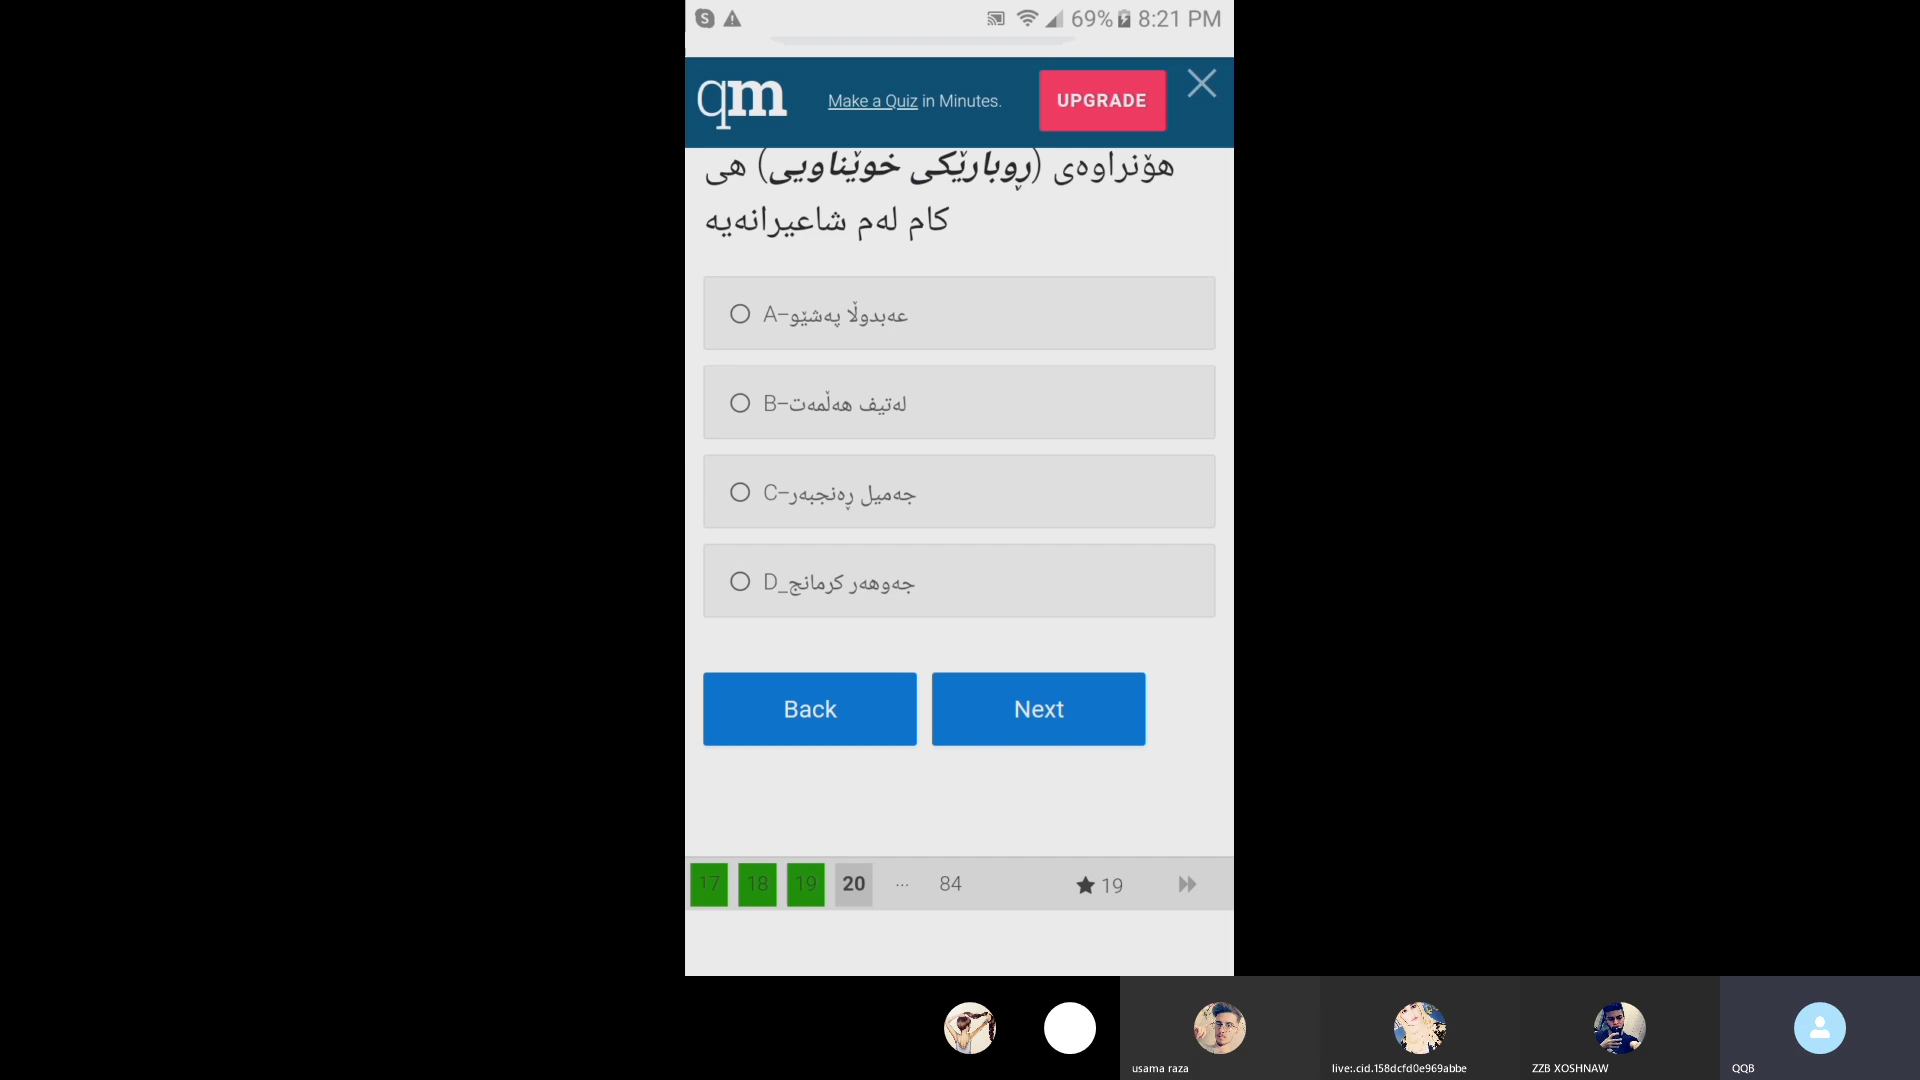 69% 8:21 PM
qm
Make a Quiz in Minutes.
UPGRADE
هۆنراوەی (ڕوبارێکی خوێناویی) هی
کام لەم شاعیرانەیە
A–عەبدوڵا پەشێو
B–لەتیف هەڵمەت
C–جەمیل ڕەنجبەر
D_جەوهەر کرمانج
Back
Next
17 18 19 20 ... 84 19
usama raza
live:.cid.158dcfd0e969abbe
ZZB XOSHNAW
QQB